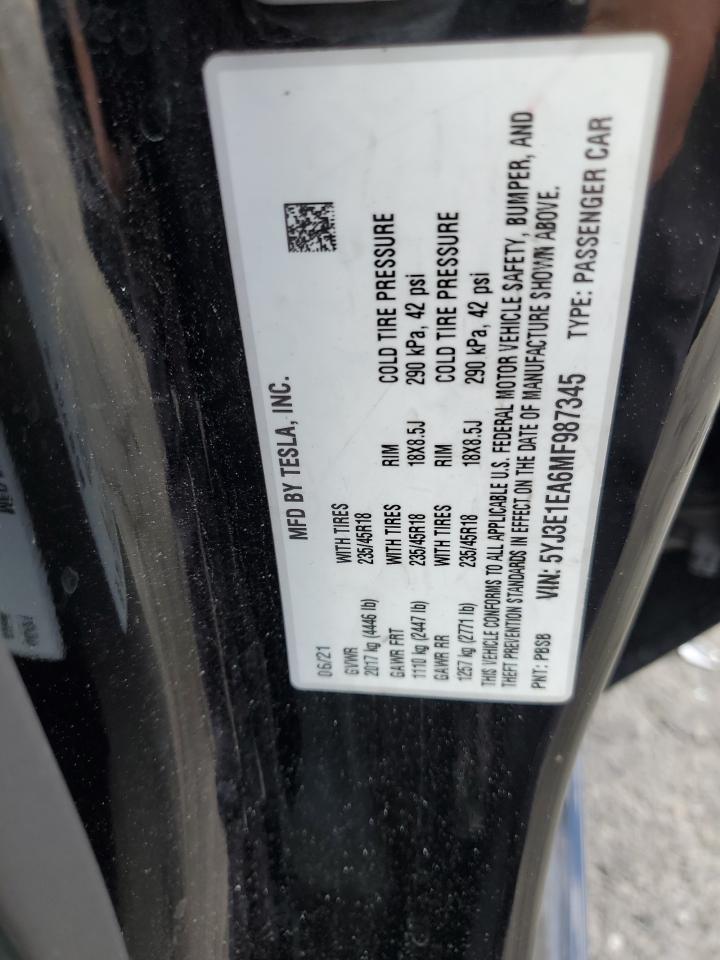 MFD BY TESLA, INC.
06/21
GVWR WITH TIRES
2017 kg (4446 lb) 235/45R18
GAWR FRT WITH TIRES RIM COLD TIRE PRESSURE
1110 kg (2447 lb) 235/45R18 18X8.5J 290 kPa, 42 psi
GAWR RR WITH TIRES RIM COLD TIRE PRESSURE
1257 kg (2771 lb) 235/45R18 18X8.5J 290 kPa, 42 psi
THIS VEHICLE CONFORMS TO ALL APPLICABLE U.S. FEDERAL MOTOR VEHICLE SAFETY, BUMPER, AND
THEFT PREVENTION STANDARDS IN EFFECT ON THE DATE OF MANUFACTURE SHOWN ABOVE.
PNT: PBSB VIN: 5YJ3E1EA6MF987345 TYPE: PASSENGER CAR